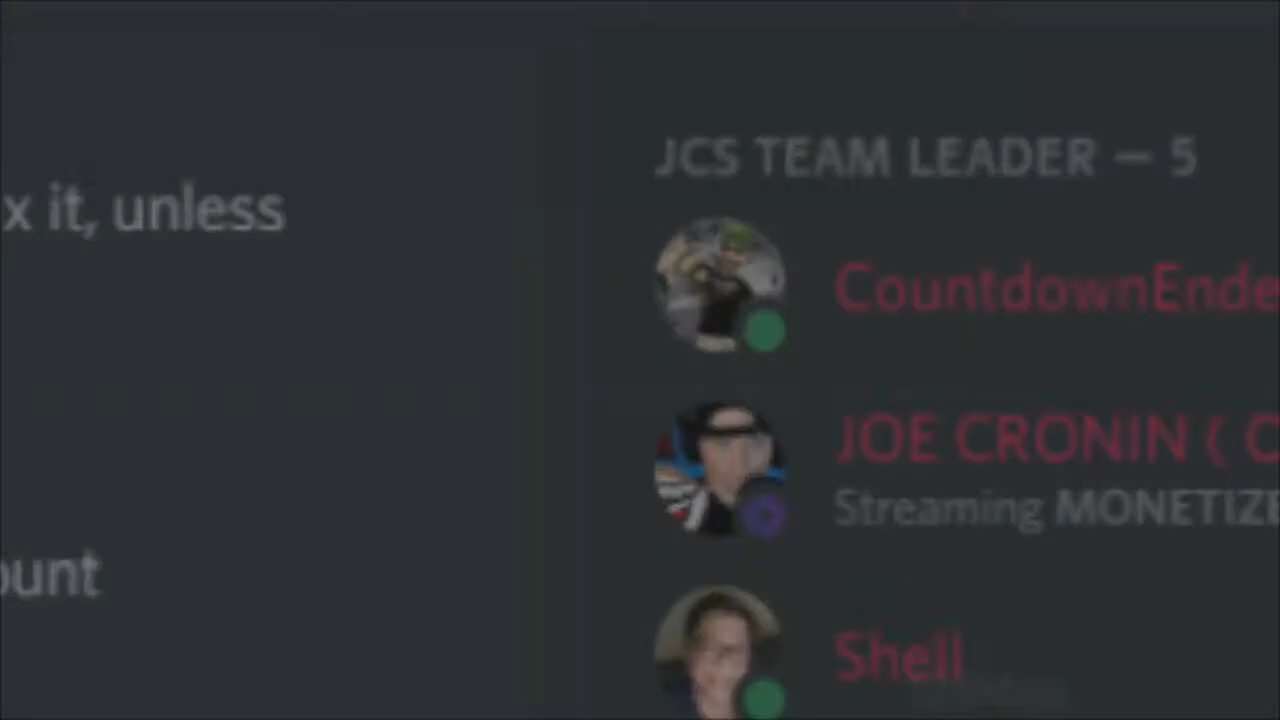 x it, unless
ount
JCS TEAM LEADER — 5
CountdownEnde
JOE CRONIN ( C
Streaming MONETIZE
Shell